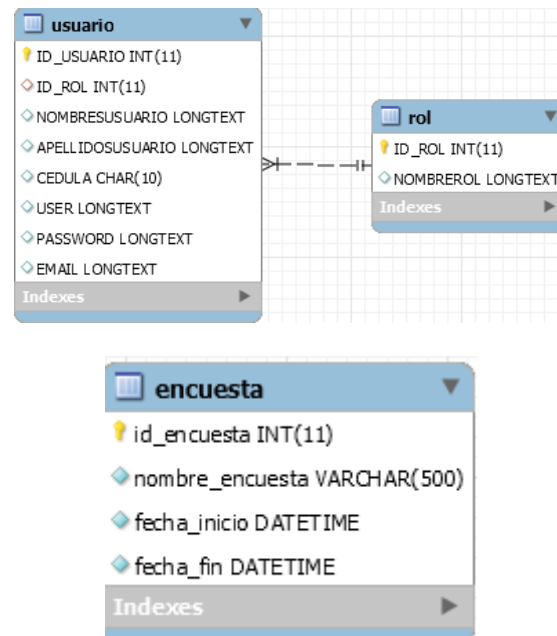 usuario
ID_USUARIO INT(11)
ID_ROL INT(11)
NOMBRESUSUARIO LONGTEXT
APELLIDOSUSUARIO LONGTEXT
CEDULA CHAR(10)
USER LONGTEXT
PASSWORD LONGTEXT
EMAIL LONGTEXT
Indexes
rol
ID_ROL INT(11)
NOMBREROL LONGTEXT
Indexes
encuesta
id_encuesta INT(11)
nombre_encuesta VARCHAR(500)
fecha_inicio DATETIME
fecha_fin DATETIME
Indexes